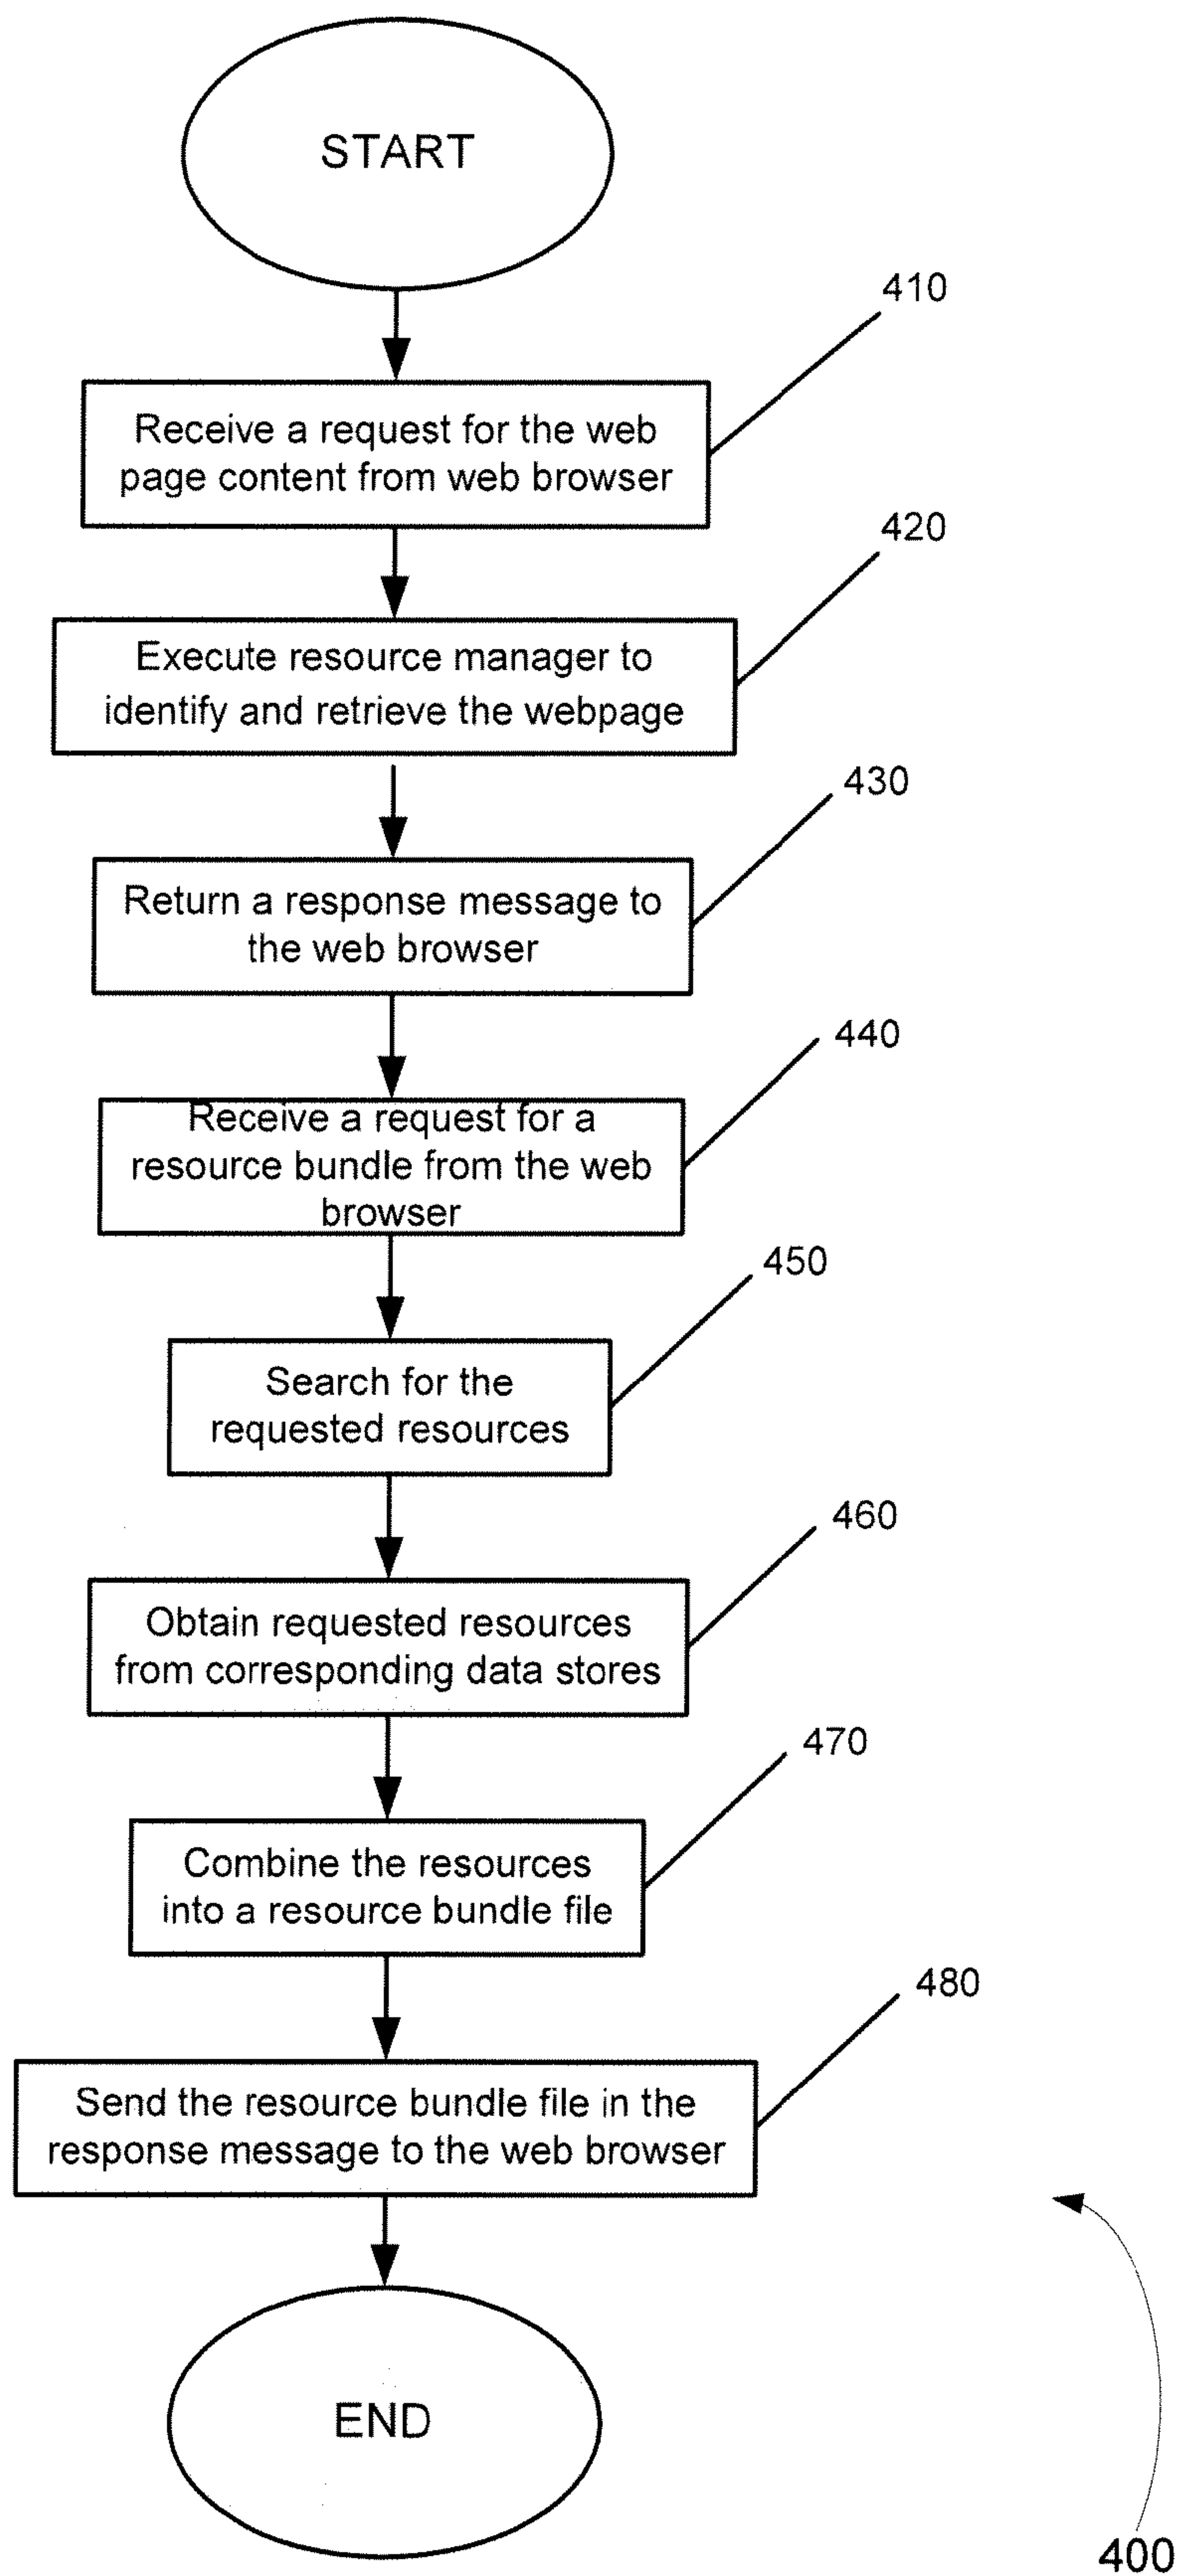 START
410
Receive a request for the web
page content from web browser
420
Execute resource manager to
identify and retrieve the webpage
430
Return a response message to
the web browser
440
Receive a request for a
resource bundle from the web
browser
450
Search for the
requested resources
460
Obtain requested resources
from corresponding data stores
470
Combine the resources
into a resource bundle file
480
Send the resource bundle file in the
response message to the web browser
END
400